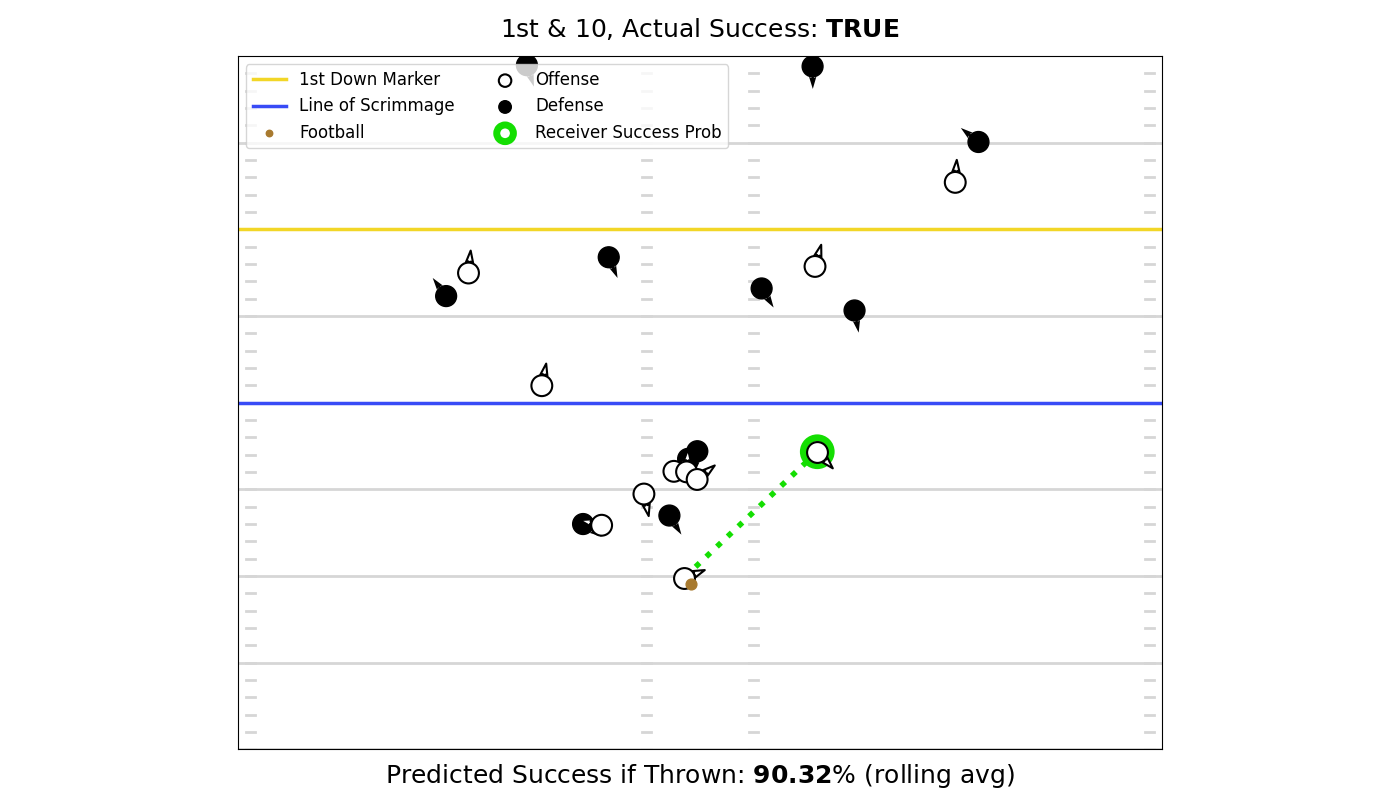 1st & 10, Actual Success: TRUE
1st Down Marker
Line of Scrimmage
Football
Offense
Defense
Receiver Success Prob
Predicted Success if Thrown: 90.32% (rolling avg)